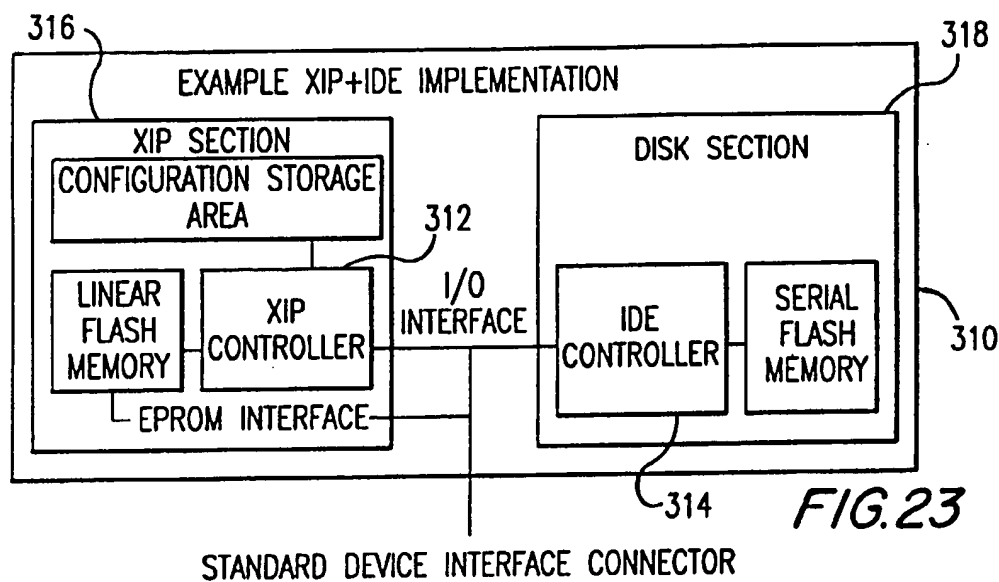 316
318
EXAMPLE XIP+IDE IMPLEMENTATION
XIP SECTION
CONFIGURATION STORAGE
AREA
DISK SECTION
312
LINEAR
FLASH
MEMORY
XIP
CONTROLLER
I/O
INTERFACE
IDE
CONTROLLER
SERIAL
FLASH
MEMORY
310
EPROM INTERFACE
314
FIG.23
STANDARD DEVICE INTERFACE CONNECTOR